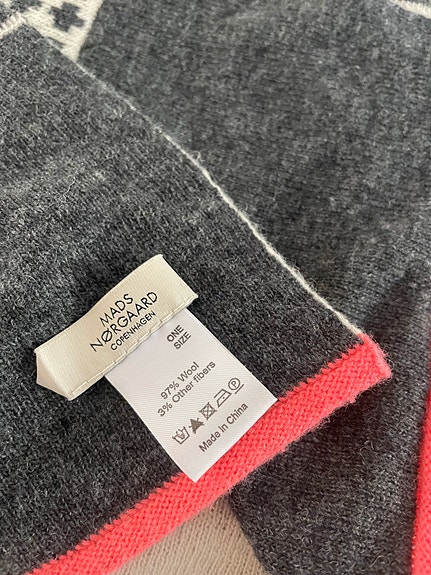 MADS
NØRGAARD
COPENHAGEN
ONE
SIZE
97% Wool
3% Other fibers
Made in China